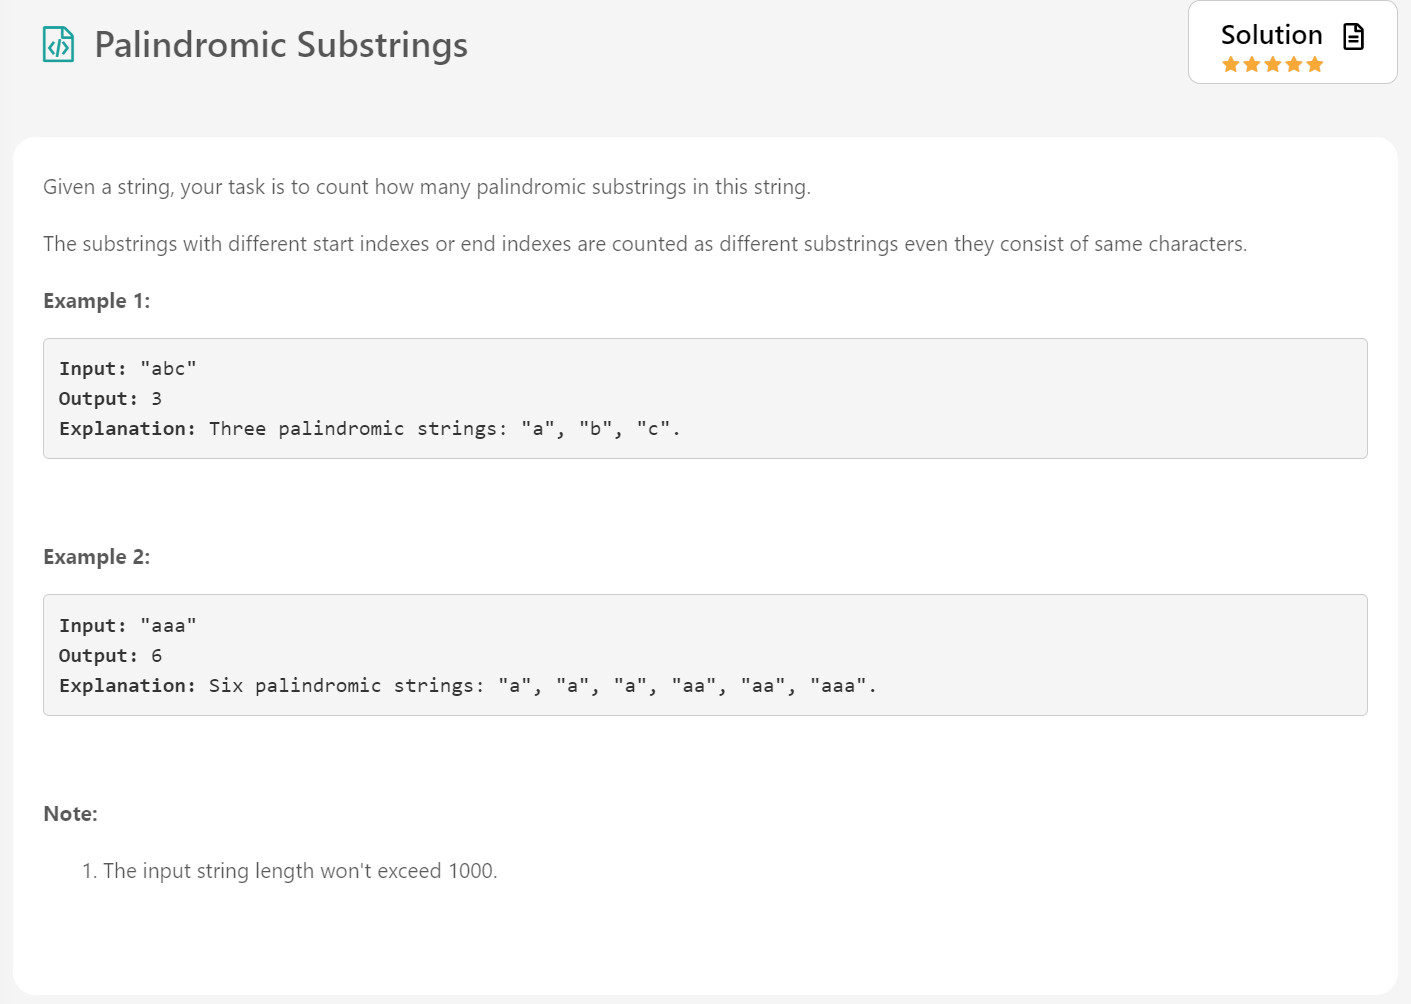 Palindromic Substrings
Solution
Given a string, your task is to count how many palindromic substrings in this string.
The substrings with different start indexes or end indexes are counted as different substrings even they consist of same characters.
Example 1:
Input: "abc"
Output: 3
Explanation: Three palindromic strings: "a", "b", "c".
Example 2:
Input: "aaa"
Output: 6
Explanation: Six palindromic strings: "a", "a", "a", "aa", "aa", "aaa".
Note:
1. The input string length won't exceed 1000.